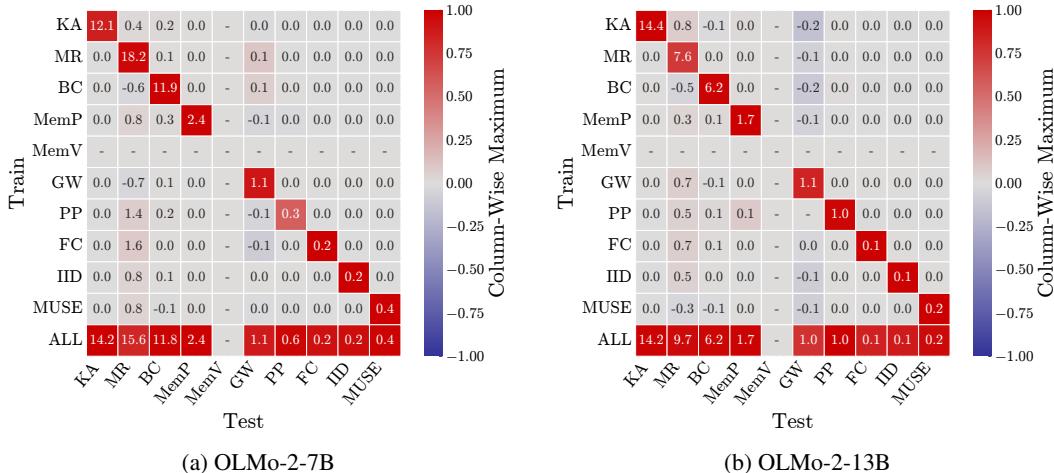 KA 12.1 0.4 0.2 0.0 - 0.0 0.0 0.0 0.0 0.0
MR 0.0 18.2 0.1 0.0 - 0.1 0.0 0.0 0.0 0.0
BC 0.0 -0.6 11.9 0.0 - 0.1 0.0 0.0 0.0 0.0
MemP 0.0 0.8 0.3 2.4 - -0.1 0.0 0.0 0.0 0.0
MemV - - - - - - - - - -
GW 0.0 -0.7 0.1 0.0 - 1.1 0.0 0.0 0.0 0.0
PP 0.0 1.4 0.2 0.0 - -0.1 0.3 0.0 0.0 0.0
FC 0.0 1.6 0.0 0.0 - -0.1 0.0 0.2 0.0 0.0
IID 0.0 0.8 0.1 0.0 - 0.0 0.0 0.0 0.2 0.0
MUSE 0.0 0.8 -0.1 0.0 - 0.0 0.0 0.0 0.0 0.4
ALL 14.2 15.6 11.8 2.4 - 1.1 0.6 0.2 0.2 0.4
KA MR BC MemP MemV GW PP FC IID MUSE
Train
Test
1.00
0.75
0.50
0.25
0.00
−0.25
−0.50
−0.75
−1.00
Column-Wise Maximum
(a) OLMo-2-7B
KA 14.4 0.8 -0.1 0.0 - -0.2 0.0 0.0 0.0 0.0
MR 0.0 7.6 0.1 0.0 - -0.1 0.0 0.0 0.0 0.0
BC 0.0 -0.5 6.2 0.0 - -0.2 0.0 0.0 0.0 0.0
MemP 0.0 0.3 0.1 1.7 - -0.1 0.0 0.0 0.0 0.0
MemV - - - - - - - - - -
GW 0.0 0.7 -0.1 0.0 - 1.1 0.0 0.0 0.0 0.0
PP 0.0 0.5 0.1 0.1 - - 1.0 0.0 0.0 0.0
FC 0.0 0.7 0.1 0.0 - 0.0 0.0 0.1 0.0 0.0
IID 0.0 0.5 0.0 0.0 - -0.1 0.0 0.0 0.1 0.0
MUSE 0.0 -0.3 -0.1 0.0 - -0.1 0.0 0.0 0.0 0.2
ALL 14.2 9.7 6.2 1.7 - 1.0 1.0 0.1 0.1 0.2
KA MR BC MemP MemV GW PP FC IID MUSE
Train
Test
1.00
0.75
0.50
0.25
0.00
−0.25
−0.50
−0.75
−1.00
Column-Wise Maximum
(b) OLMo-2-13B